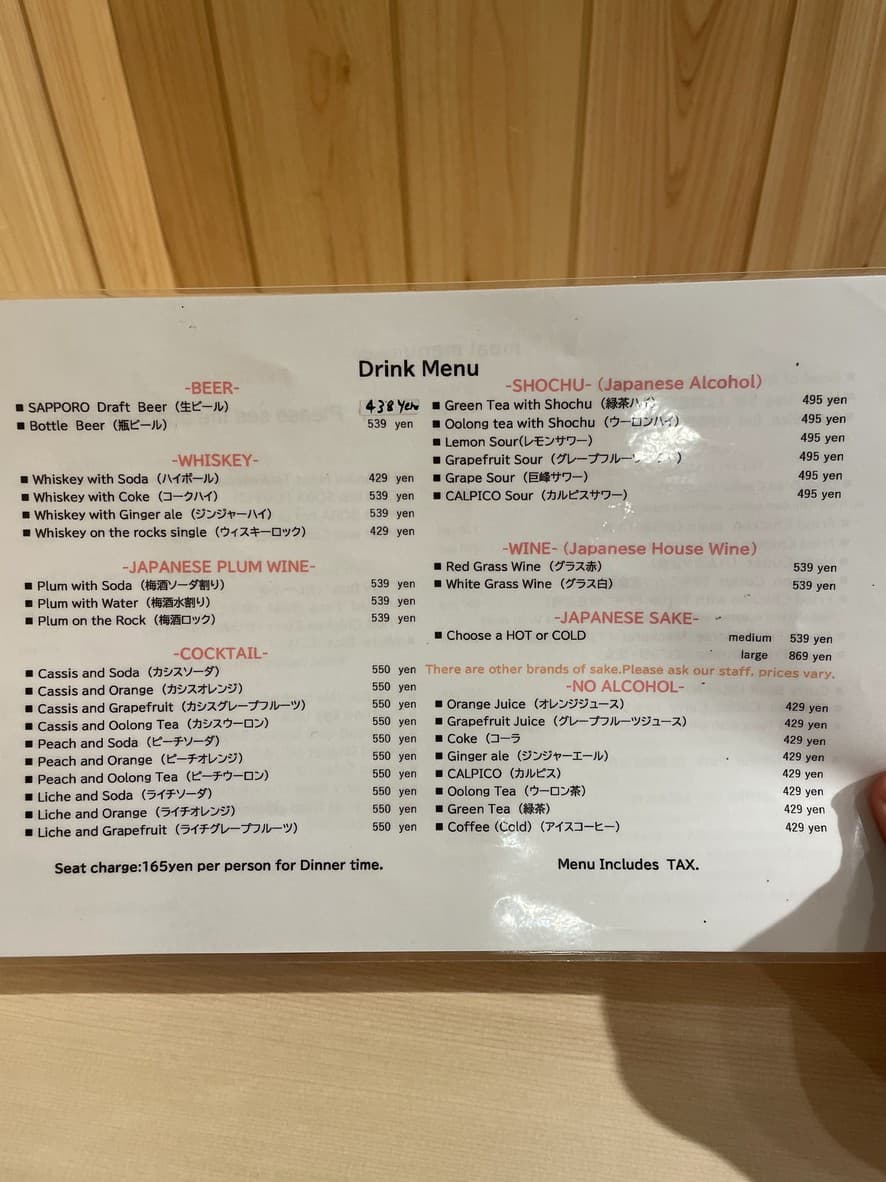 Drink Menu
-BEER-
■ SAPPORO Draft Beer (生ビール) 438 Yen
■ Bottle Beer (瓶ビール) 539 yen
-WHISKEY-
■ Whiskey with Soda (ハイボール) 429 yen
■ Whiskey with Coke (コークハイ) 539 yen
■ Whiskey with Ginger ale (ジンジャーハイ) 539 yen
■ Whiskey on the rocks single (ウィスキーロック) 429 yen
-JAPANESE PLUM WINE-
■ Plum with Soda (梅酒ソーダ割り) 539 yen
■ Plum with Water (梅酒水割り) 539 yen
■ Plum on the Rock (梅酒ロック) 539 yen
-COCKTAIL-
■ Cassis and Soda (カシスソーダ) 550 yen
■ Cassis and Orange (カシスオレンジ) 550 yen
■ Cassis and Grapefruit (カシスグレープフルーツ) 550 yen
■ Cassis and Oolong Tea (カシスウーロン) 550 yen
■ Peach and Soda (ピーチソーダ) 550 yen
■ Peach and Orange (ピーチオレンジ) 550 yen
■ Peach and Oolong Tea (ピーチウーロン) 550 yen
■ Liche and Soda (ライチソーダ) 550 yen
■ Liche and Orange (ライチオレンジ) 550 yen
■ Liche and Grapefruit (ライチグレープフルーツ) 550 yen
Seat charge:165yen per person for Dinner time.
-SHOCHU- (Japanese Alcohol)
■ Green Tea with Shochu (緑茶ハイ) 495 yen
■ Oolong tea with Shochu (ウーロンハイ) 495 yen
■ Lemon Sour(レモンサワー) 495 yen
■ Grapefruit Sour 495 yen
■ Grape Sour (巨峰サワー) 495 yen
■ CALPICO Sour (カルピスサワー) 495 yen
-WINE- (Japanese House Wine)
■ Red Grass Wine (グラス赤) 539 yen
■ White Grass Wine (グラス白) 539 yen
-JAPANESE SAKE-
■ Choose a HOT or COLD medium 539 yen
large 869 yen
There are other brands of sake.Please ask our staff, prices vary.
-NO ALCOHOL-
■ Orange Juice (オレンジジュース) 429 yen
■ Grapefruit Juice (グレープフルーツジュース) 429 yen
■ Coke (コーラ 429 yen
■ Ginger ale (ジンジャーエール) 429 yen
■ CALPICO (カルピス) 429 yen
■ Oolong Tea (ウーロン茶) 429 yen
■ Green Tea (緑茶) 429 yen
■ Coffee (Cold) (アイスコーヒー) 429 yen
Menu Includes TAX.